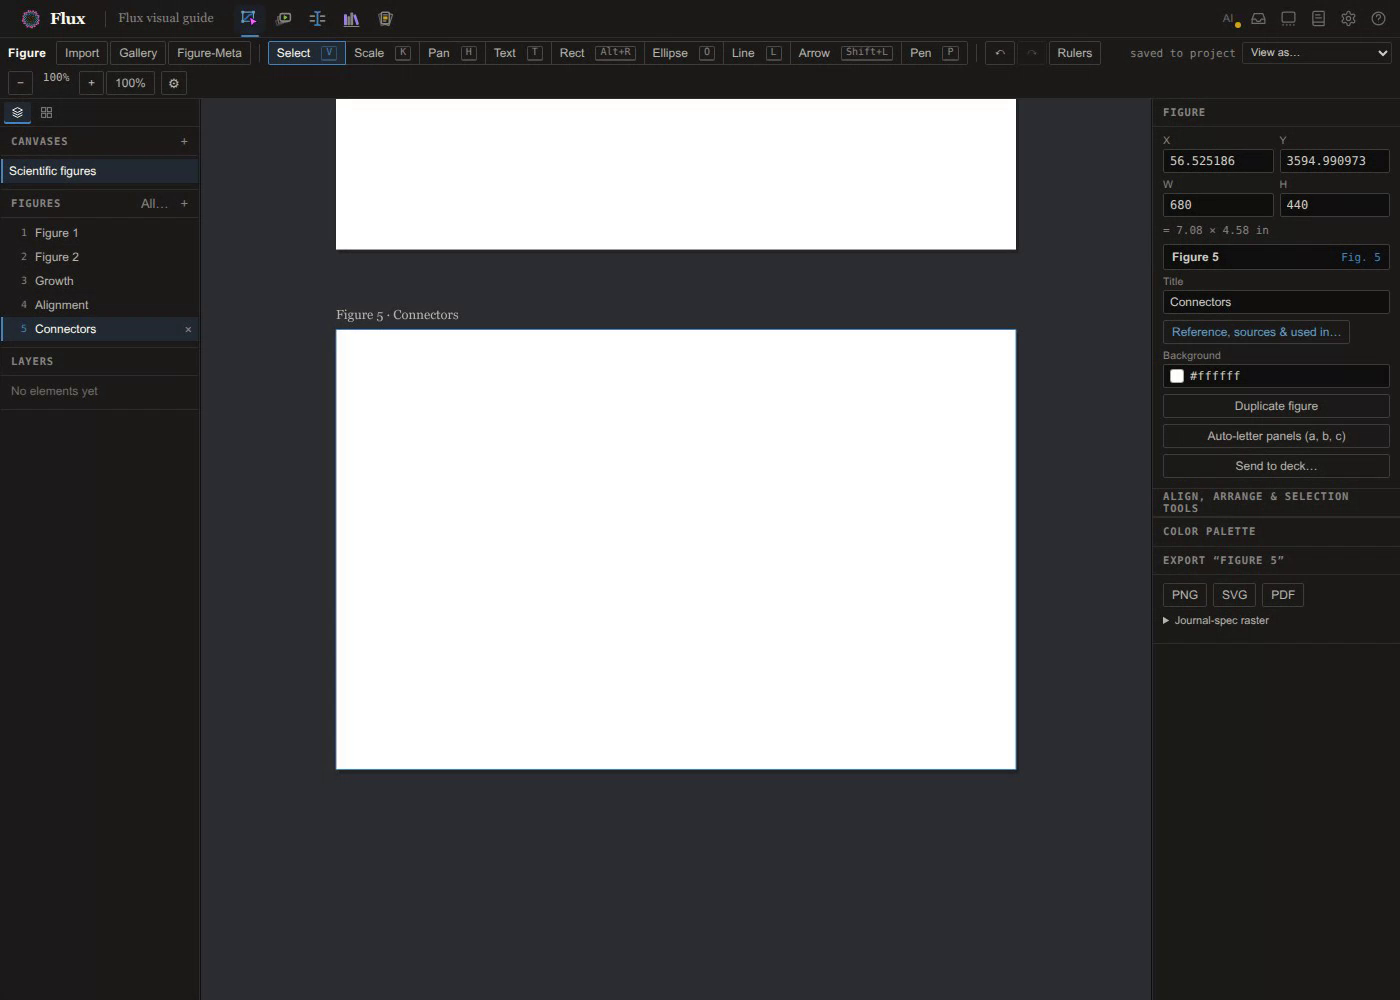 Flux
Flux visual guide
AI
Figure
Import
Gallery
Figure-Meta
Select V
Scale K
Pan H
Text T
Rect Alt+R
Ellipse O
Line L
Arrow Shift+L
Pen P
Rulers
saved to project
View as…
−
100%
+
100%
CANVASES +
Scientific figures
FIGURES All… +
1 Figure 1
2 Figure 2
3 Growth
4 Alignment
5 Connectors ×
LAYERS
No elements yet
Figure 5 · Connectors
FIGURE
X Y
56.525186 3594.990973
W H
680 440
= 7.08 × 4.58 in
Figure 5 Fig. 5
Title
Connectors
Reference, sources & used in…
Background
#ffffff
Duplicate figure
Auto-letter panels (a, b, c)
Send to deck…
ALIGN, ARRANGE & SELECTION
TOOLS
COLOR PALETTE
EXPORT “FIGURE 5”
PNG SVG PDF
Journal-spec raster